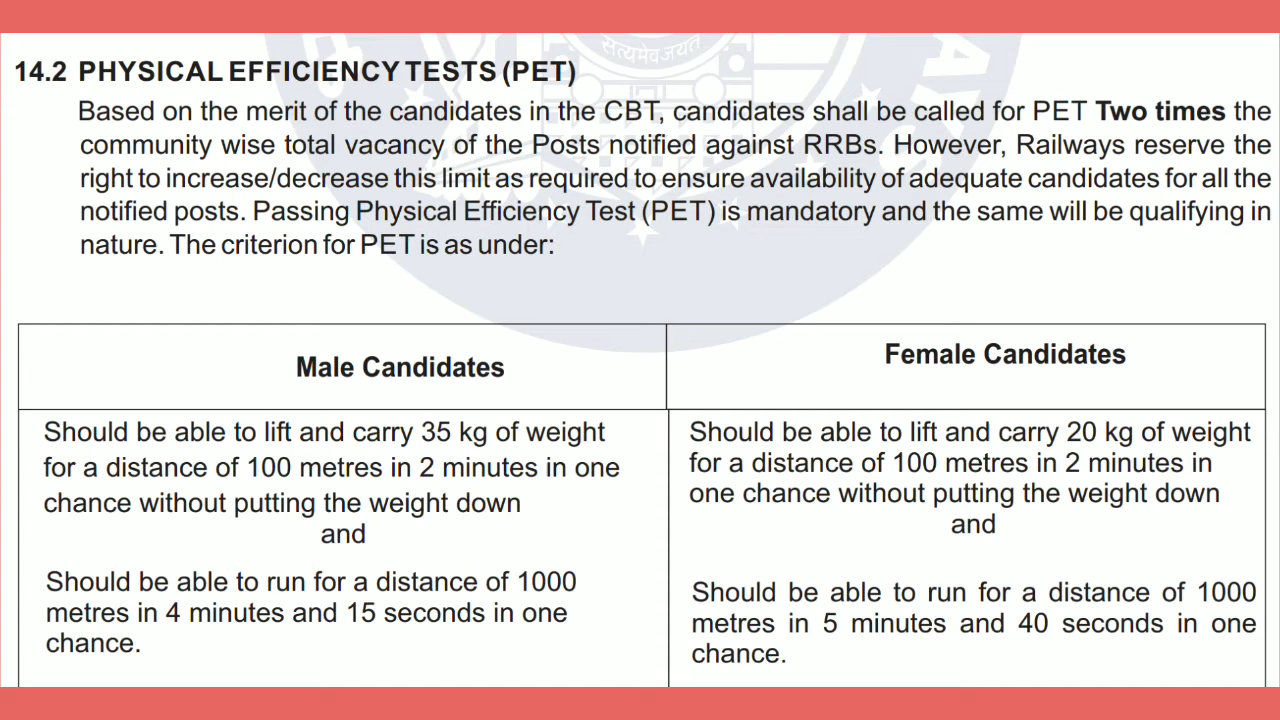 सत्यमेव जयते
14.2 PHYSICAL EFFICIENCY TESTS (PET)
Based on the merit of the candidates in the CBT, candidates shall be called for PET Two times the
community wise total vacancy of the Posts notified against RRBs. However, Railways reserve the
right to increase/decrease this limit as required to ensure availability of adequate candidates for all the
notified posts. Passing Physical Efficiency Test (PET) is mandatory and the same will be qualifying in
nature. The criterion for PET is as under:
Male Candidates
Female Candidates
Should be able to lift and carry 35 kg of weight
for a distance of 100 metres in 2 minutes in one
chance without putting the weight down
and
Should be able to run for a distance of 1000
metres in 4 minutes and 15 seconds in one
chance.
Should be able to lift and carry 20 kg of weight
for a distance of 100 metres in 2 minutes in
one chance without putting the weight down
and
Should be able to run for a distance of 1000
metres in 5 minutes and 40 seconds in one
chance.